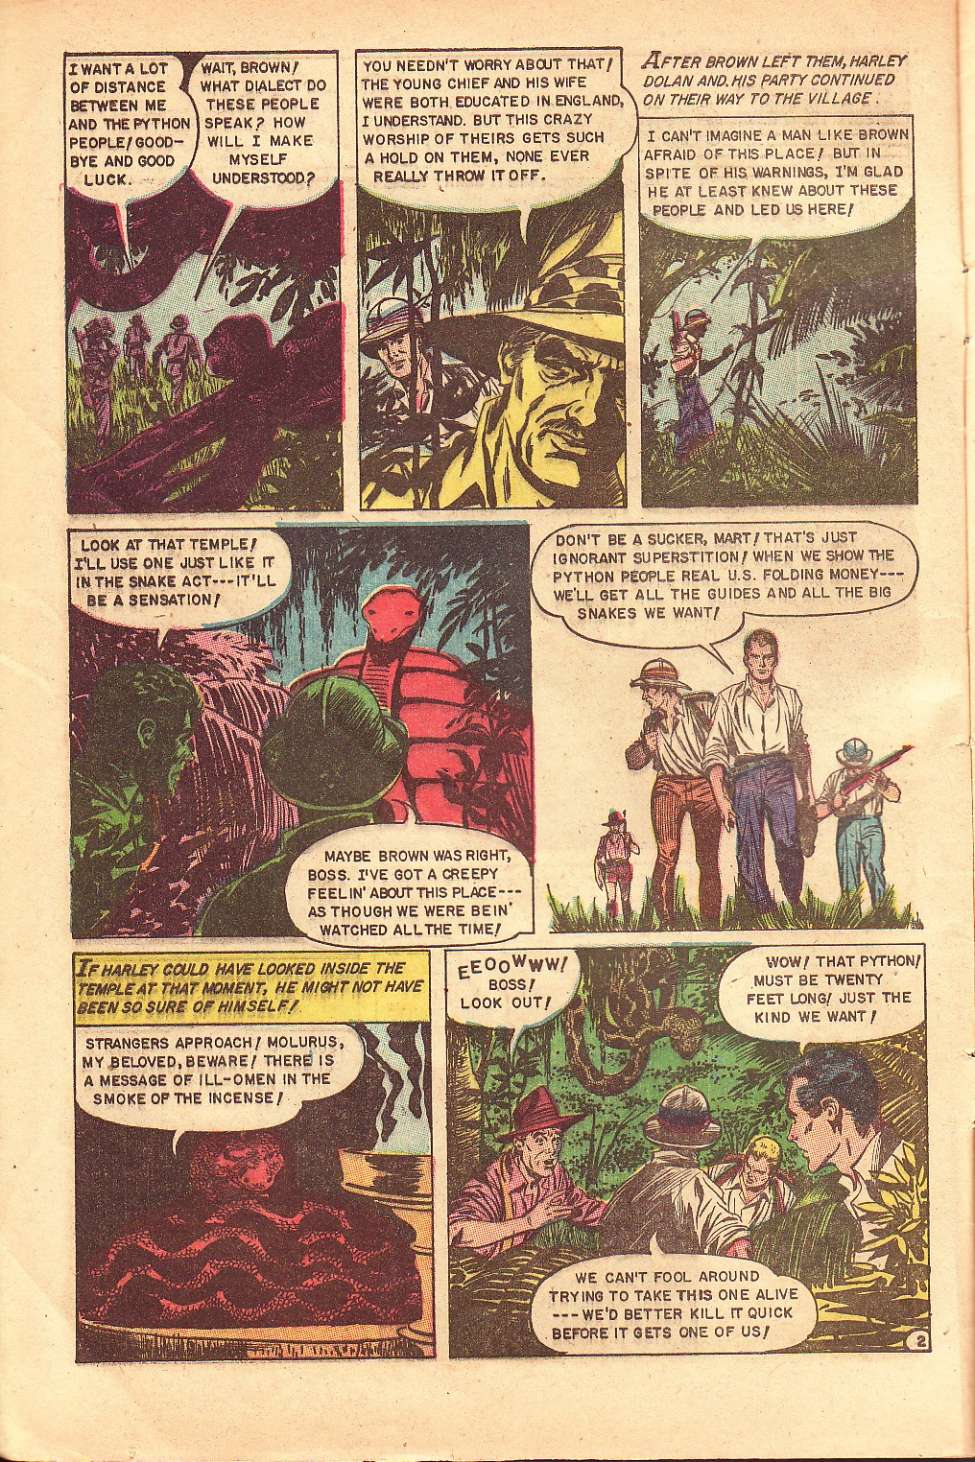 I WANT A LOT
OF DISTANCE
BETWEEN ME
AND THE PYTHON
PEOPLE! GOOD-
BYE AND GOOD
LUCK.
WAIT, BROWN!
WHAT DIALECT DO
THESE PEOPLE
SPEAK? HOW
WILL I MAKE
MYSELF
UNDERSTOOD?
YOU NEEDN'T WORRY ABOUT THAT!
THE YOUNG CHIEF AND HIS WIFE
WERE BOTH EDUCATED IN ENGLAND,
I UNDERSTAND. BUT THIS CRAZY
WORSHIP OF THEIRS GETS SUCH
A HOLD ON THEM, NONE EVER
REALLY THROW IT OFF.
AFTER BROWN LEFT THEM, HARLEY
DOLAN AND HIS PARTY CONTINUED
ON THEIR WAY TO THE VILLAGE.
I CAN'T IMAGINE A MAN LIKE BROWN
AFRAID OF THIS PLACE! BUT IN
SPITE OF HIS WARNINGS, I'M GLAD
HE AT LEAST KNEW ABOUT THESE
PEOPLE AND LED US HERE!
LOOK AT THAT TEMPLE!
I'LL USE ONE JUST LIKE IT
IN THE SNAKE ACT---IT'LL
BE A SENSATION!
MAYBE BROWN WAS RIGHT,
BOSS. I'VE GOT A CREEPY
FEELIN' ABOUT THIS PLACE---
AS THOUGH WE WERE BEIN'
WATCHED ALL THE TIME!
DON'T BE A SUCKER, MART! THAT'S JUST
IGNORANT SUPERSTITION! WHEN WE SHOW THE
PYTHON PEOPLE REAL U.S. FOLDING MONEY---
WE'LL GET ALL THE GUIDES AND ALL THE BIG
SNAKES WE WANT!
IF HARLEY COULD HAVE LOOKED INSIDE THE
TEMPLE AT THAT MOMENT, HE MIGHT NOT HAVE
BEEN SO SURE OF HIMSELF!
STRANGERS APPROACH! MOLURUS,
MY BELOVED, BEWARE! THERE IS
A MESSAGE OF ILL-OMEN IN THE
SMOKE OF THE INCENSE!
EEOOWWW!
BOSS!
LOOK OUT!
WOW! THAT PYTHON
MUST BE TWENTY
FEET LONG! JUST THE
KIND WE WANT!
WE CAN'T FOOL AROUND
TRYING TO TAKE THIS ONE ALIVE
---WE'D BETTER KILL IT QUICK
BEFORE IT GETS ONE OF US!
2